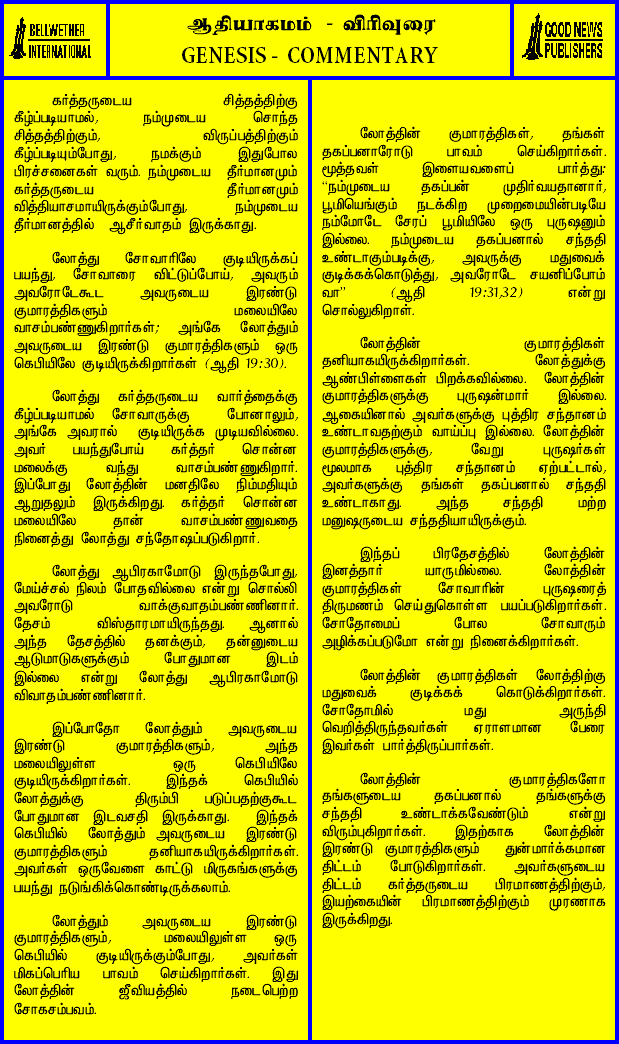 BELLWETHER
INTERNATIONAL
ஆதியாகமம் - விரிவுரை
GENESIS - COMMENTARY
GOOD NEWS
PUBLISHERS
கர்த்தருடைய சித்தத்திற்கு
கீழ்ப்படியாமல், நம்முடைய சொந்த
சித்தத்திற்கும், விருப்பத்திற்கும்
கீழ்ப்படியும்போது, நமக்கும் இதுபோல
பிரச்சனைகள் வரும். நம்முடைய தீர்மானமும்
கர்த்தருடைய தீர்மானமும்
வித்தியாசமாயிருக்கும்போது, நம்முடைய
தீர்மானத்தில் ஆசீர்வாதம் இருக்காது.
லோத்து சோவாரிலே குடியிருக்கப்
பயந்து, சோவாரை விட்டுப்போய், அவரும்
அவரோடேகூட அவருடைய இரண்டு
குமாரத்திகளும் மலையிலே
வாசம்பண்ணுகிறார்கள்; அங்கே லோத்தும்
அவருடைய இரண்டு குமாரத்திகளும் ஒரு
கெபியிலே குடியிருக்கிறார்கள் (ஆதி 19:30).
லோத்து கர்த்தருடைய வார்த்தைக்கு
கீழ்ப்படியாமல் சோவாருக்கு போனாலும்,
அங்கே அவரால் குடியிருக்க முடியவில்லை.
அவர் பயந்துபோய் கர்த்தர் சொன்ன
மலைக்கு வந்து வாசம்பண்ணுகிறார்.
இப்போது லோத்தின் மனதிலே நிம்மதியும்
ஆறுதலும் இருக்கிறது. கர்த்தர் சொன்ன
மலையிலே தான் வாசம்பண்ணுவதை
நினைத்து லோத்து சந்தோஷப்படுகிறார்.
லோத்து ஆபிரகாமோடு இருந்தபோது,
மேய்ச்சல் நிலம் போதவில்லை என்று சொல்லி
அவரோடு வாக்குவாதம்பண்ணினார்.
தேசம் விஸ்தாரமாயிருந்தது. ஆனால்
அந்த தேசத்தில் தனக்கும், தன்னுடைய
ஆடுமாடுகளுக்கும் போதுமான இடம்
இல்லை என்று லோத்து ஆபிரகாமோடு
விவாதம்பண்ணினார்.
இப்போதோ லோத்தும் அவருடைய
இரண்டு குமாரத்திகளும், அந்த
மலையிலுள்ள ஒரு கெபியிலே
குடியிருக்கிறார்கள். இந்தக் கெபியில்
லோத்துக்கு திரும்பி படுப்பதற்குகூட
போதுமான இடவசதி இருக்காது. இந்தக்
கெபியில் லோத்தும் அவருடைய இரண்டு
குமாரத்திகளும் தனியாகயிருக்கிறார்கள்.
அவர்கள் ஒருவேளை காட்டு மிருகங்களுக்கு
பயந்து நடுங்கிக்கொண்டிருக்கலாம்.
லோத்தும் அவருடைய இரண்டு
குமாரத்திகளும், மலையிலுள்ள ஒரு
கெபியில் குடியிருக்கும்போது, அவர்கள்
மிகப்பெரிய பாவம் செய்கிறார்கள். இது
லோத்தின் ஜீவியத்தில் நடைபெற்ற
சோகசம்பவம்.
லோத்தின் குமாரத்திகள், தங்கள்
தகப்பனாரோடு பாவம் செய்கிறார்கள்.
மூத்தவள் இளையவளைப் பார்த்து:
"நம்முடைய தகப்பன் முதிர்வயதானார்,
பூமியெங்கும் நடக்கிற முறைமையின்படியே
நம்மோடே சேரப் பூமியிலே ஒரு புருஷனும்
இல்லை. நம்முடைய தகப்பனால் சந்ததி
உண்டாகும்படிக்கு, அவருக்கு மதுவைக்
குடிக்கக்கொடுத்து, அவரோடே சயனிப்போம்
வா" (ஆதி 19:31,32) என்று
சொல்லுகிறாள்.
லோத்தின் குமாரத்திகள்
தனியாகயிருக்கிறார்கள். லோத்துக்கு
ஆண்பிள்ளைகள் பிறக்கவில்லை. லோத்தின்
குமாரத்திகளுக்கு புருஷன்மார் இல்லை.
ஆகையினால் அவர்களுக்கு புத்திர சந்தானம்
உண்டாவதற்கும் வாய்ப்பு இல்லை. லோத்தின்
குமாரத்திகளுக்கு, வேறு புருஷர்கள்
மூலமாக புத்திர சந்தானம் ஏற்பட்டால்,
அவர்களுக்கு தங்கள் தகப்பனால் சந்ததி
உண்டாகாது. அந்த சந்ததி மற்ற
மனுஷருடைய சந்ததியாயிருக்கும்.
இந்தப் பிரதேசத்தில் லோத்தின்
இனத்தார் யாருமில்லை. லோத்தின்
குமாரத்திகள் சோவாரின் புருஷரைத்
திருமணம் செய்துகொள்ள பயப்படுகிறார்கள்.
சோதோமைப் போல சோவாரும்
அழிக்கப்படுமோ என்று நினைக்கிறார்கள்.
லோத்தின் குமாரத்திகள் லோத்திற்கு
மதுவைக் குடிக்கக் கொடுக்கிறார்கள்.
சோதோமில் மது அருந்தி
வெறித்திருந்தவர்கள் ஏராளமான பேரை
இவர்கள் பார்த்திருப்பார்கள்.
லோத்தின் குமாரத்திகளோ
தங்களுடைய தகப்பனால் தங்களுக்கு
சந்ததி உண்டாக்கவேண்டும் என்று
விரும்புகிறார்கள். இதற்காக லோத்தின்
இரண்டு குமாரத்திகளும் துன்மார்க்கமான
திட்டம் போடுகிறார்கள். அவர்களுடைய
திட்டம் கர்த்தருடைய பிரமாணத்திற்கும்,
இயற்கையின் பிரமாணத்திற்கும் முரணாக
இருக்கிறது.